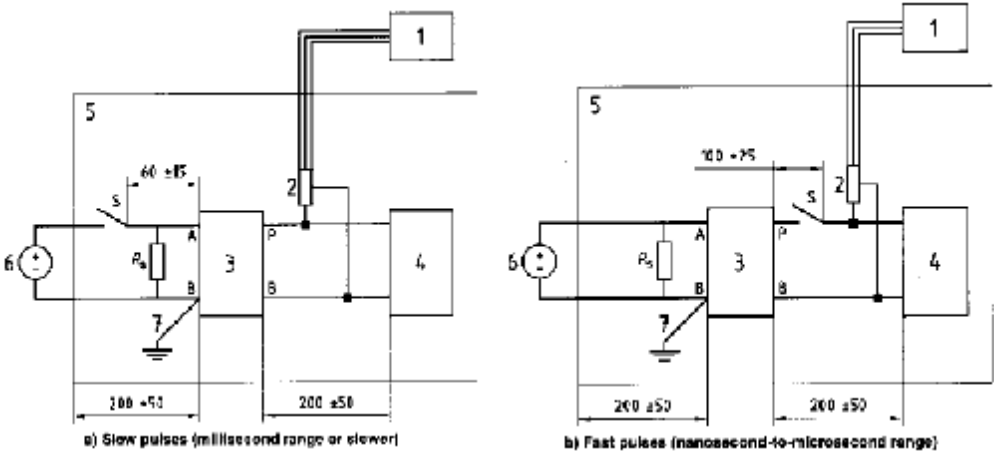 1
5
60 ±15
S
2
A
P
6
Rs
3
4
B
B
7
200 ±50
200 ±50
a) Slow pulses (millisecond range or slower)
1
5
100 ±25
S
2
A
P
6
Rs
3
4
B
B
7
200 ±50
200 ±50
b) Fast pulses (nanosecond-to-microsecond range)